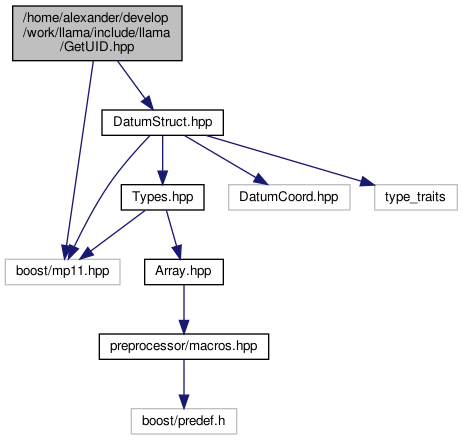 /home/alexander/develop
/work/llama/include/llama
/GetUID.hpp
DatumStruct.hpp
Types.hpp
DatumCoord.hpp
type_traits
boost/mp11.hpp
Array.hpp
preprocessor/macros.hpp
boost/predef.h